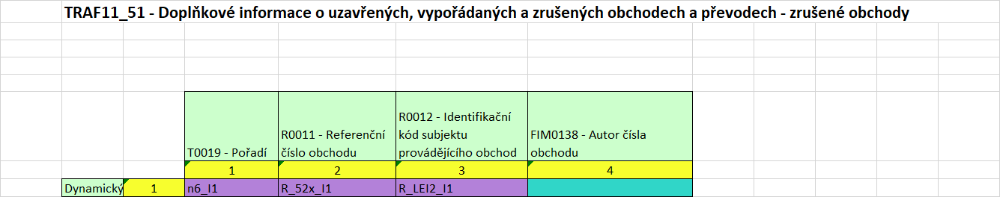 TRAF11_51 - Doplňkové informace o uzavřených, vypořádaných a zrušených obchodech a převodech - zrušené obchody
T0019 - Pořadí
R0011 - Referenční
číslo obchodu
R0012 - Identifikační
kód subjektu
provádějícího obchod
FIM0138 - Autor čísla
obchodu
1 2 3 4
Dynamický 1 n6_I1 R_52x_I1 R_LEI2_I1